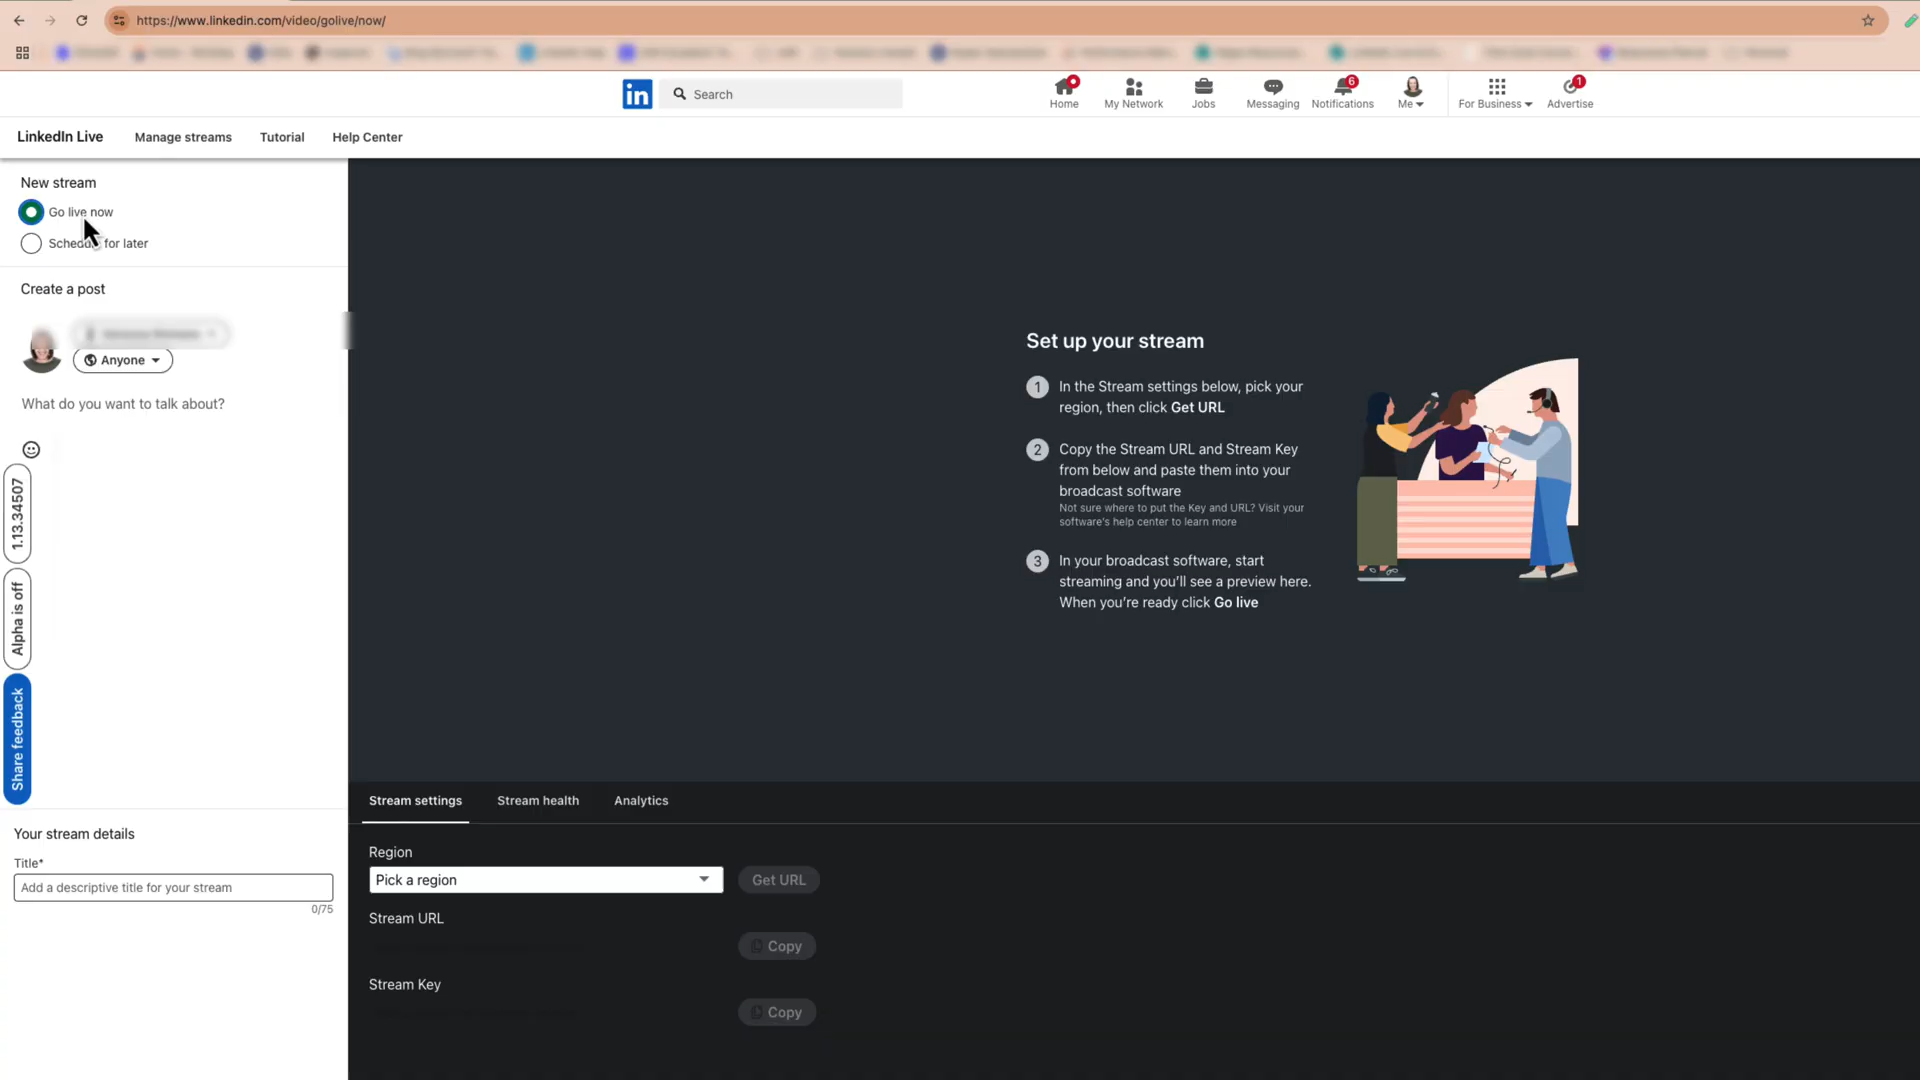 https://www.linkedin.com/video/golive/now/
in
Search
Home
My Network
Jobs
Messaging
6
Notifications
Me
For Business
1
Advertise
LinkedIn Live
Manage streams
Tutorial
Help Center
New stream
Go live now
Schedule for later
Create a post
Anyone
What do you want to talk about?
1.13.34507
Alpha is off
Share feedback
Your stream details
Title*
Add a descriptive title for your stream
0/75
Set up your stream
1 In the Stream settings below, pick your
region, then click Get URL
2 Copy the Stream URL and Stream Key
from below and paste them into your
broadcast software
Not sure where to put the Key and URL? Visit your
software's help center to learn more
3 In your broadcast software, start
streaming and you'll see a preview here.
When you're ready click Go live
Stream settings
Stream health
Analytics
Region
Pick a region
Get URL
Stream URL
Copy
Stream Key
Copy